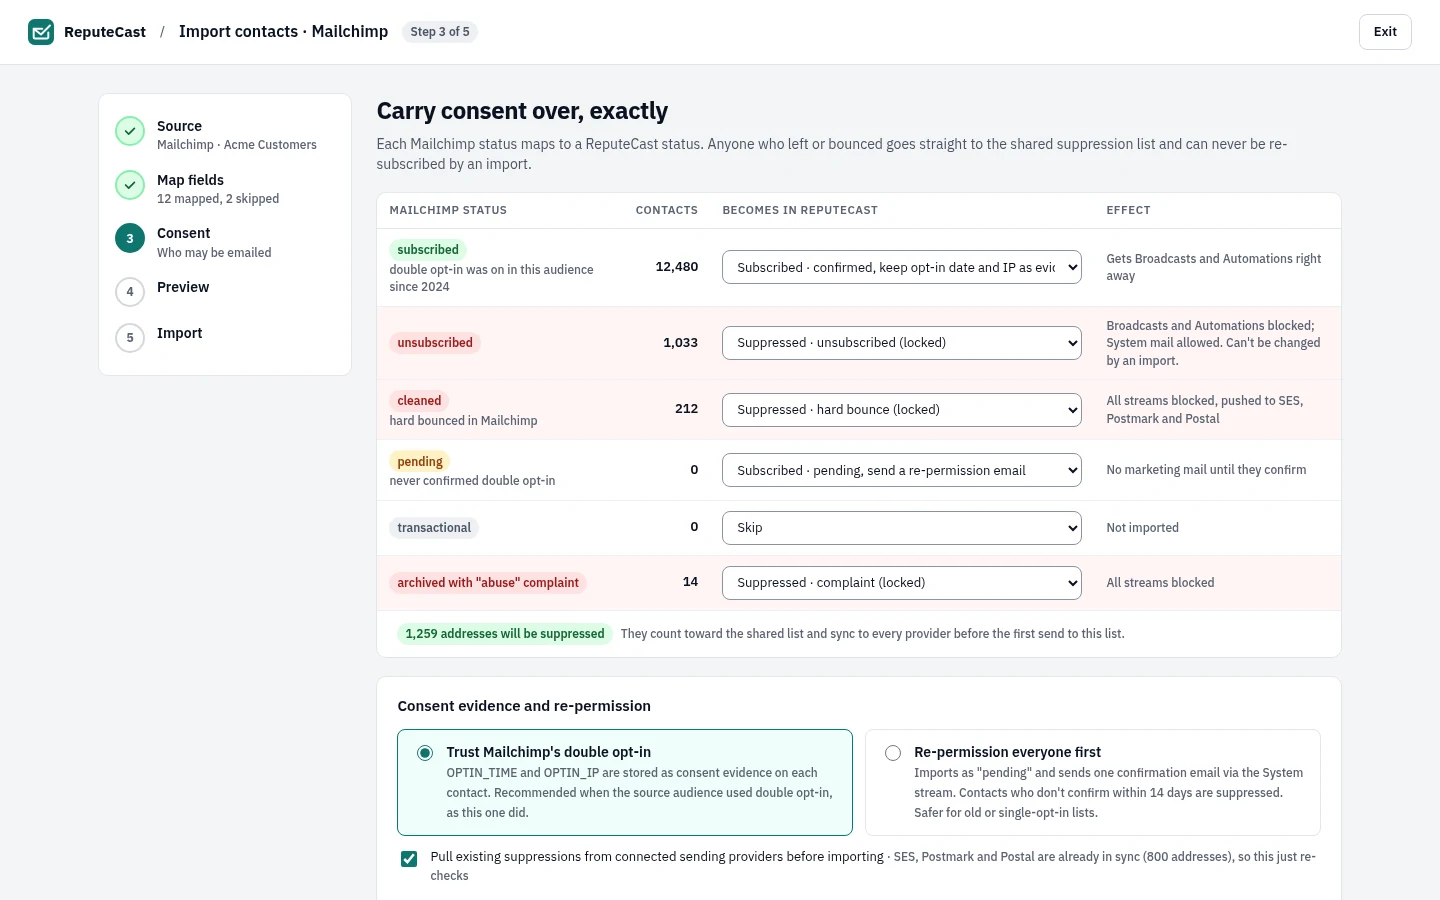 ReputeCast / Import contacts · Mailchimp Step 3 of 5 Exit
Source
Mailchimp · Acme Customers
Map fields
12 mapped, 2 skipped
3 Consent
Who may be emailed
4 Preview
5 Import
Carry consent over, exactly
Each Mailchimp status maps to a ReputeCast status. Anyone who left or bounced goes straight to the shared suppression list and can never be re-
subscribed by an import.
MAILCHIMP STATUS CONTACTS BECOMES IN REPUTECAST EFFECT
subscribed
double opt-in was on in this audience
since 2024
12,480
Subscribed · confirmed, keep opt-in date and IP as evic
Gets Broadcasts and Automations right
away
unsubscribed
1,033
Suppressed · unsubscribed (locked)
Broadcasts and Automations blocked;
System mail allowed. Can't be changed
by an import.
cleaned
hard bounced in Mailchimp
212
Suppressed · hard bounce (locked)
All streams blocked, pushed to SES,
Postmark and Postal
pending
never confirmed double opt-in
0
Subscribed · pending, send a re-permission email
No marketing mail until they confirm
transactional
0
Skip
Not imported
archived with "abuse" complaint
14
Suppressed · complaint (locked)
All streams blocked
1,259 addresses will be suppressed They count toward the shared list and sync to every provider before the first send to this list.
Consent evidence and re-permission
Trust Mailchimp's double opt-in
OPTIN_TIME and OPTIN_IP are stored as consent evidence on each
contact. Recommended when the source audience used double opt-in,
as this one did.
Re-permission everyone first
Imports as "pending" and sends one confirmation email via the System
stream. Contacts who don't confirm within 14 days are suppressed.
Safer for old or single-opt-in lists.
Pull existing suppressions from connected sending providers before importing · SES, Postmark and Postal are already in sync (800 addresses), so this just re-
checks